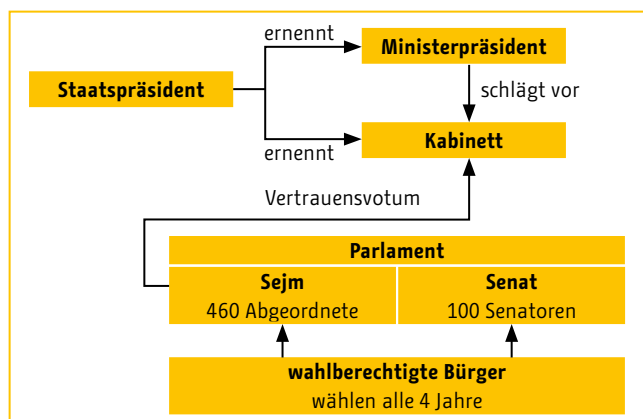 ernennt
Ministerpräsident
Staatspräsident
schlägt vor
Kabinett
ernennt
Vertrauensvotum
Parlament
Sejm
460 Abgeordnete
Senat
100 Senatoren
wahlberechtigte Bürger
wählen alle 4 Jahre